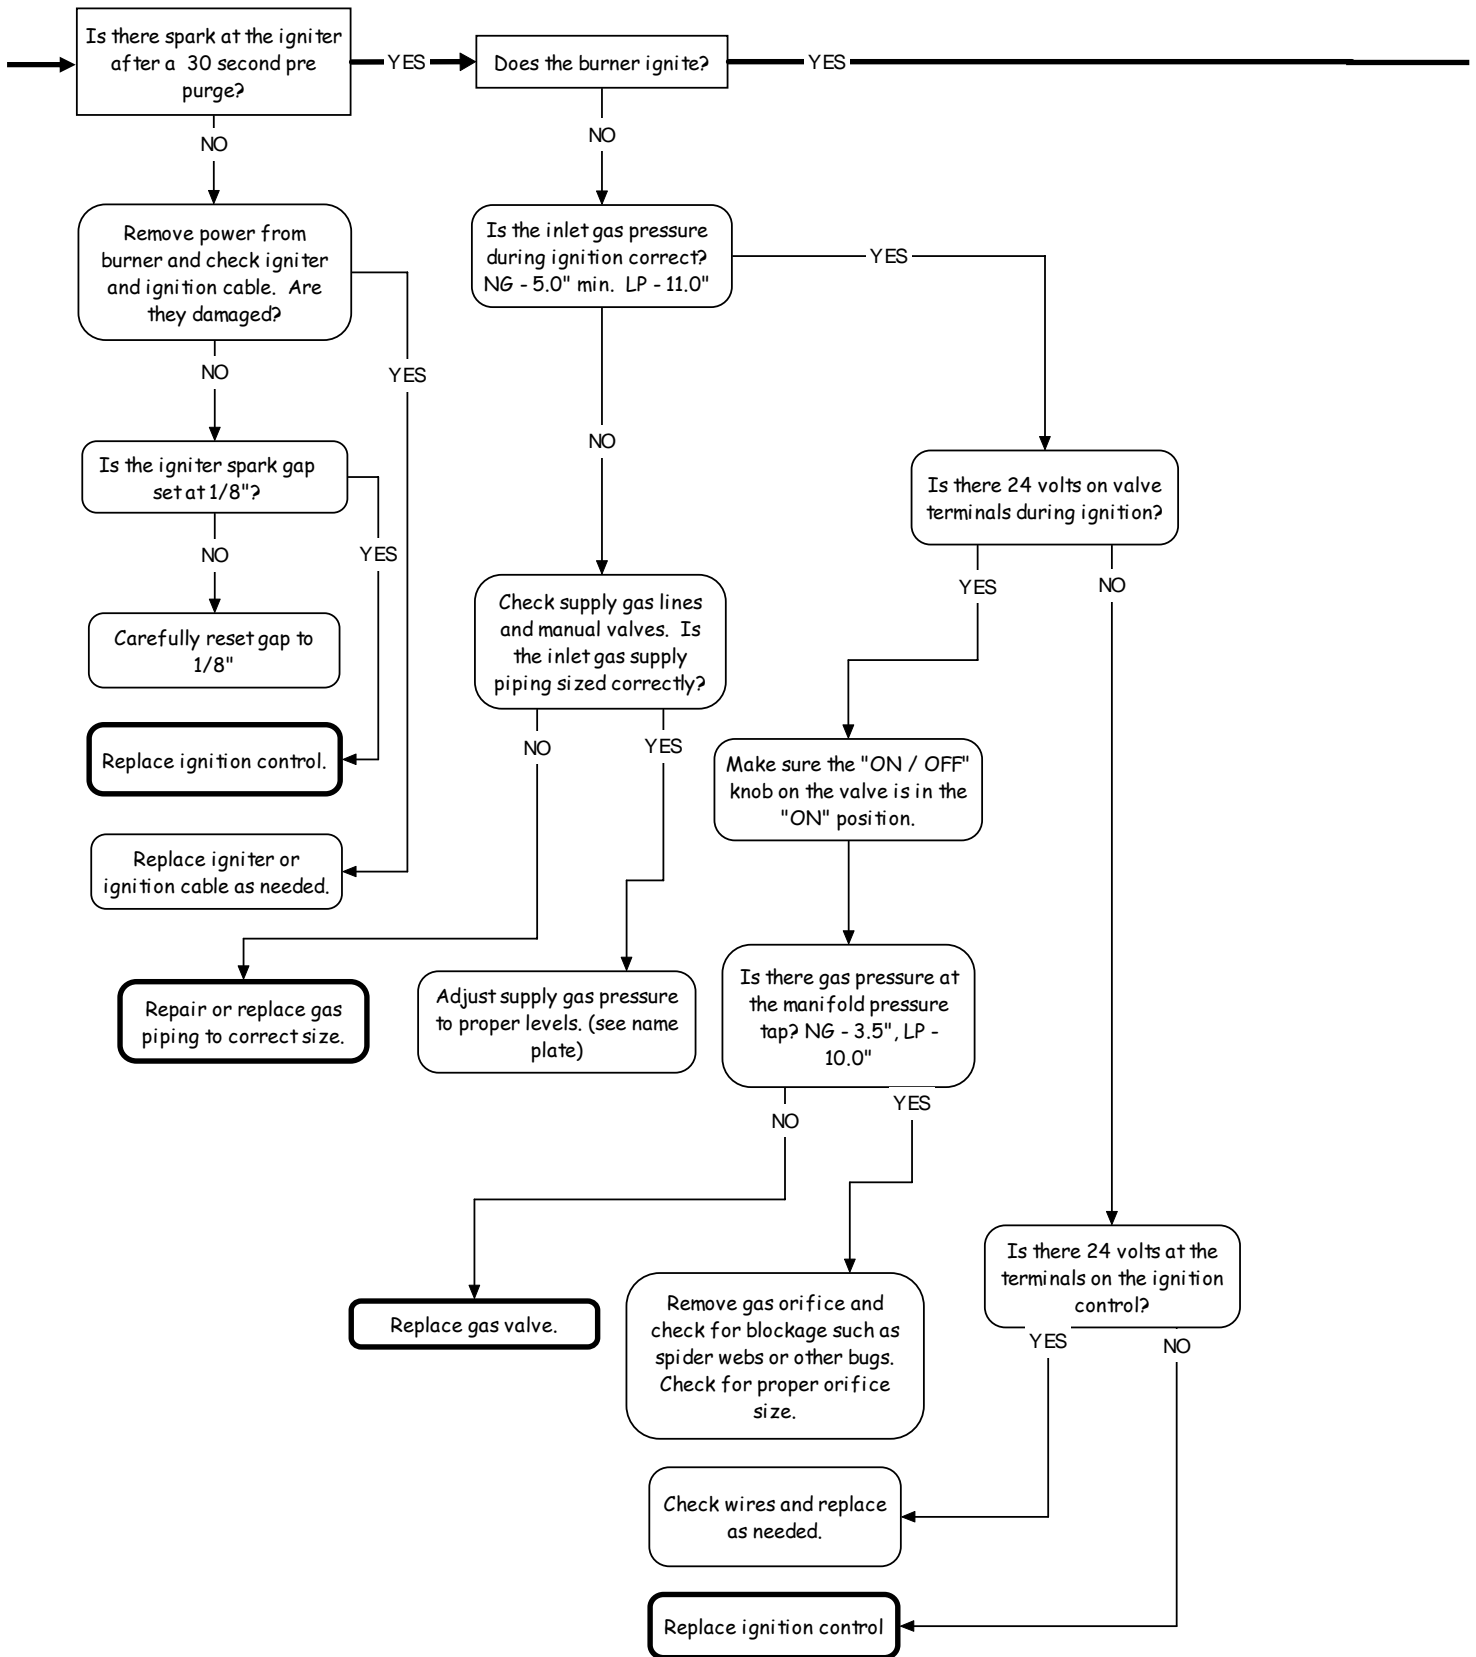 Is there spark at the igniter
after a 30 second pre
purge?
YES
Does the burner ignite?
YES
NO
NO
Remove power from
burner and check igniter
and ignition cable. Are
they damaged?
Is the inlet gas pressure
during ignition correct?
NG - 5.0" min. LP - 11.0"
YES
NO
YES
NO
Is the igniter spark gap
set at 1/8"?
Is there 24 volts on valve
terminals during ignition?
NO
YES
YES
NO
Check supply gas lines
and manual valves. Is
the inlet gas supply
piping sized correctly?
Carefully reset gap to
1/8"
Replace ignition control.
NO
YES
Make sure the "ON / OFF"
knob on the valve is in the
"ON" position.
Replace igniter or
ignition cable as needed.
Repair or replace gas
piping to correct size.
Adjust supply gas pressure
to proper levels. (see name
plate)
Is there gas pressure at
the manifold pressure
tap? NG - 3.5", LP -
10.0"
NO
YES
Is there 24 volts at the
terminals on the ignition
control?
Replace gas valve.
Remove gas orifice and
check for blockage such as
spider webs or other bugs.
Check for proper orifice
size.
YES
NO
Check wires and replace
as needed.
Replace ignition control